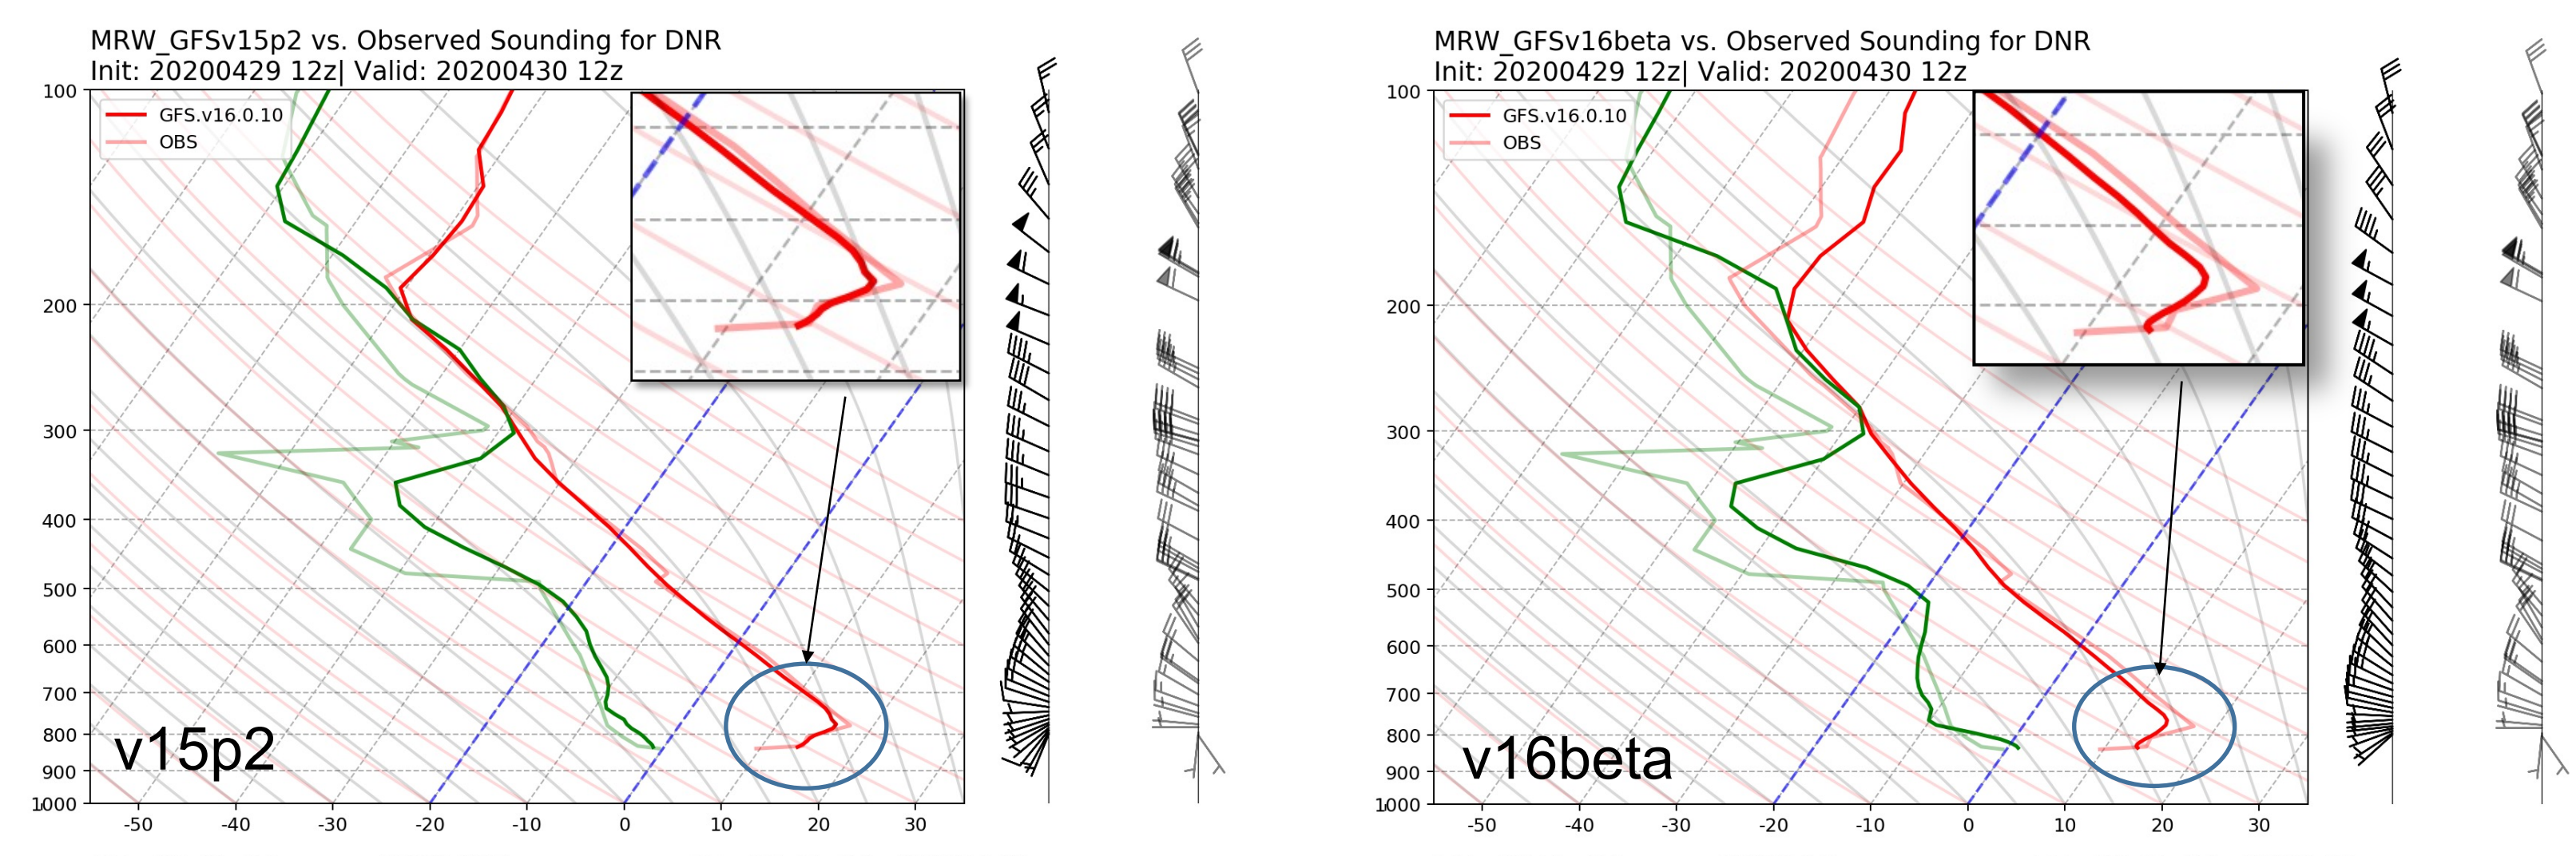 MRW_GFSv15p2 vs. Observed Sounding for DNR
Init: 20200429 12z| Valid: 20200430 12z
100
GFS.v16.0.10
OBS
200
300
400
500
600
700
800
900
1000
v15p2
-50 -40 -30 -20 -10 0 10 20 30
MRW_GFSv16beta vs. Observed Sounding for DNR
Init: 20200429 12z| Valid: 20200430 12z
100
GFS.v16.0.10
OBS
200
300
400
500
600
700
800
900
1000
v16beta
-50 -40 -30 -20 -10 0 10 20 30